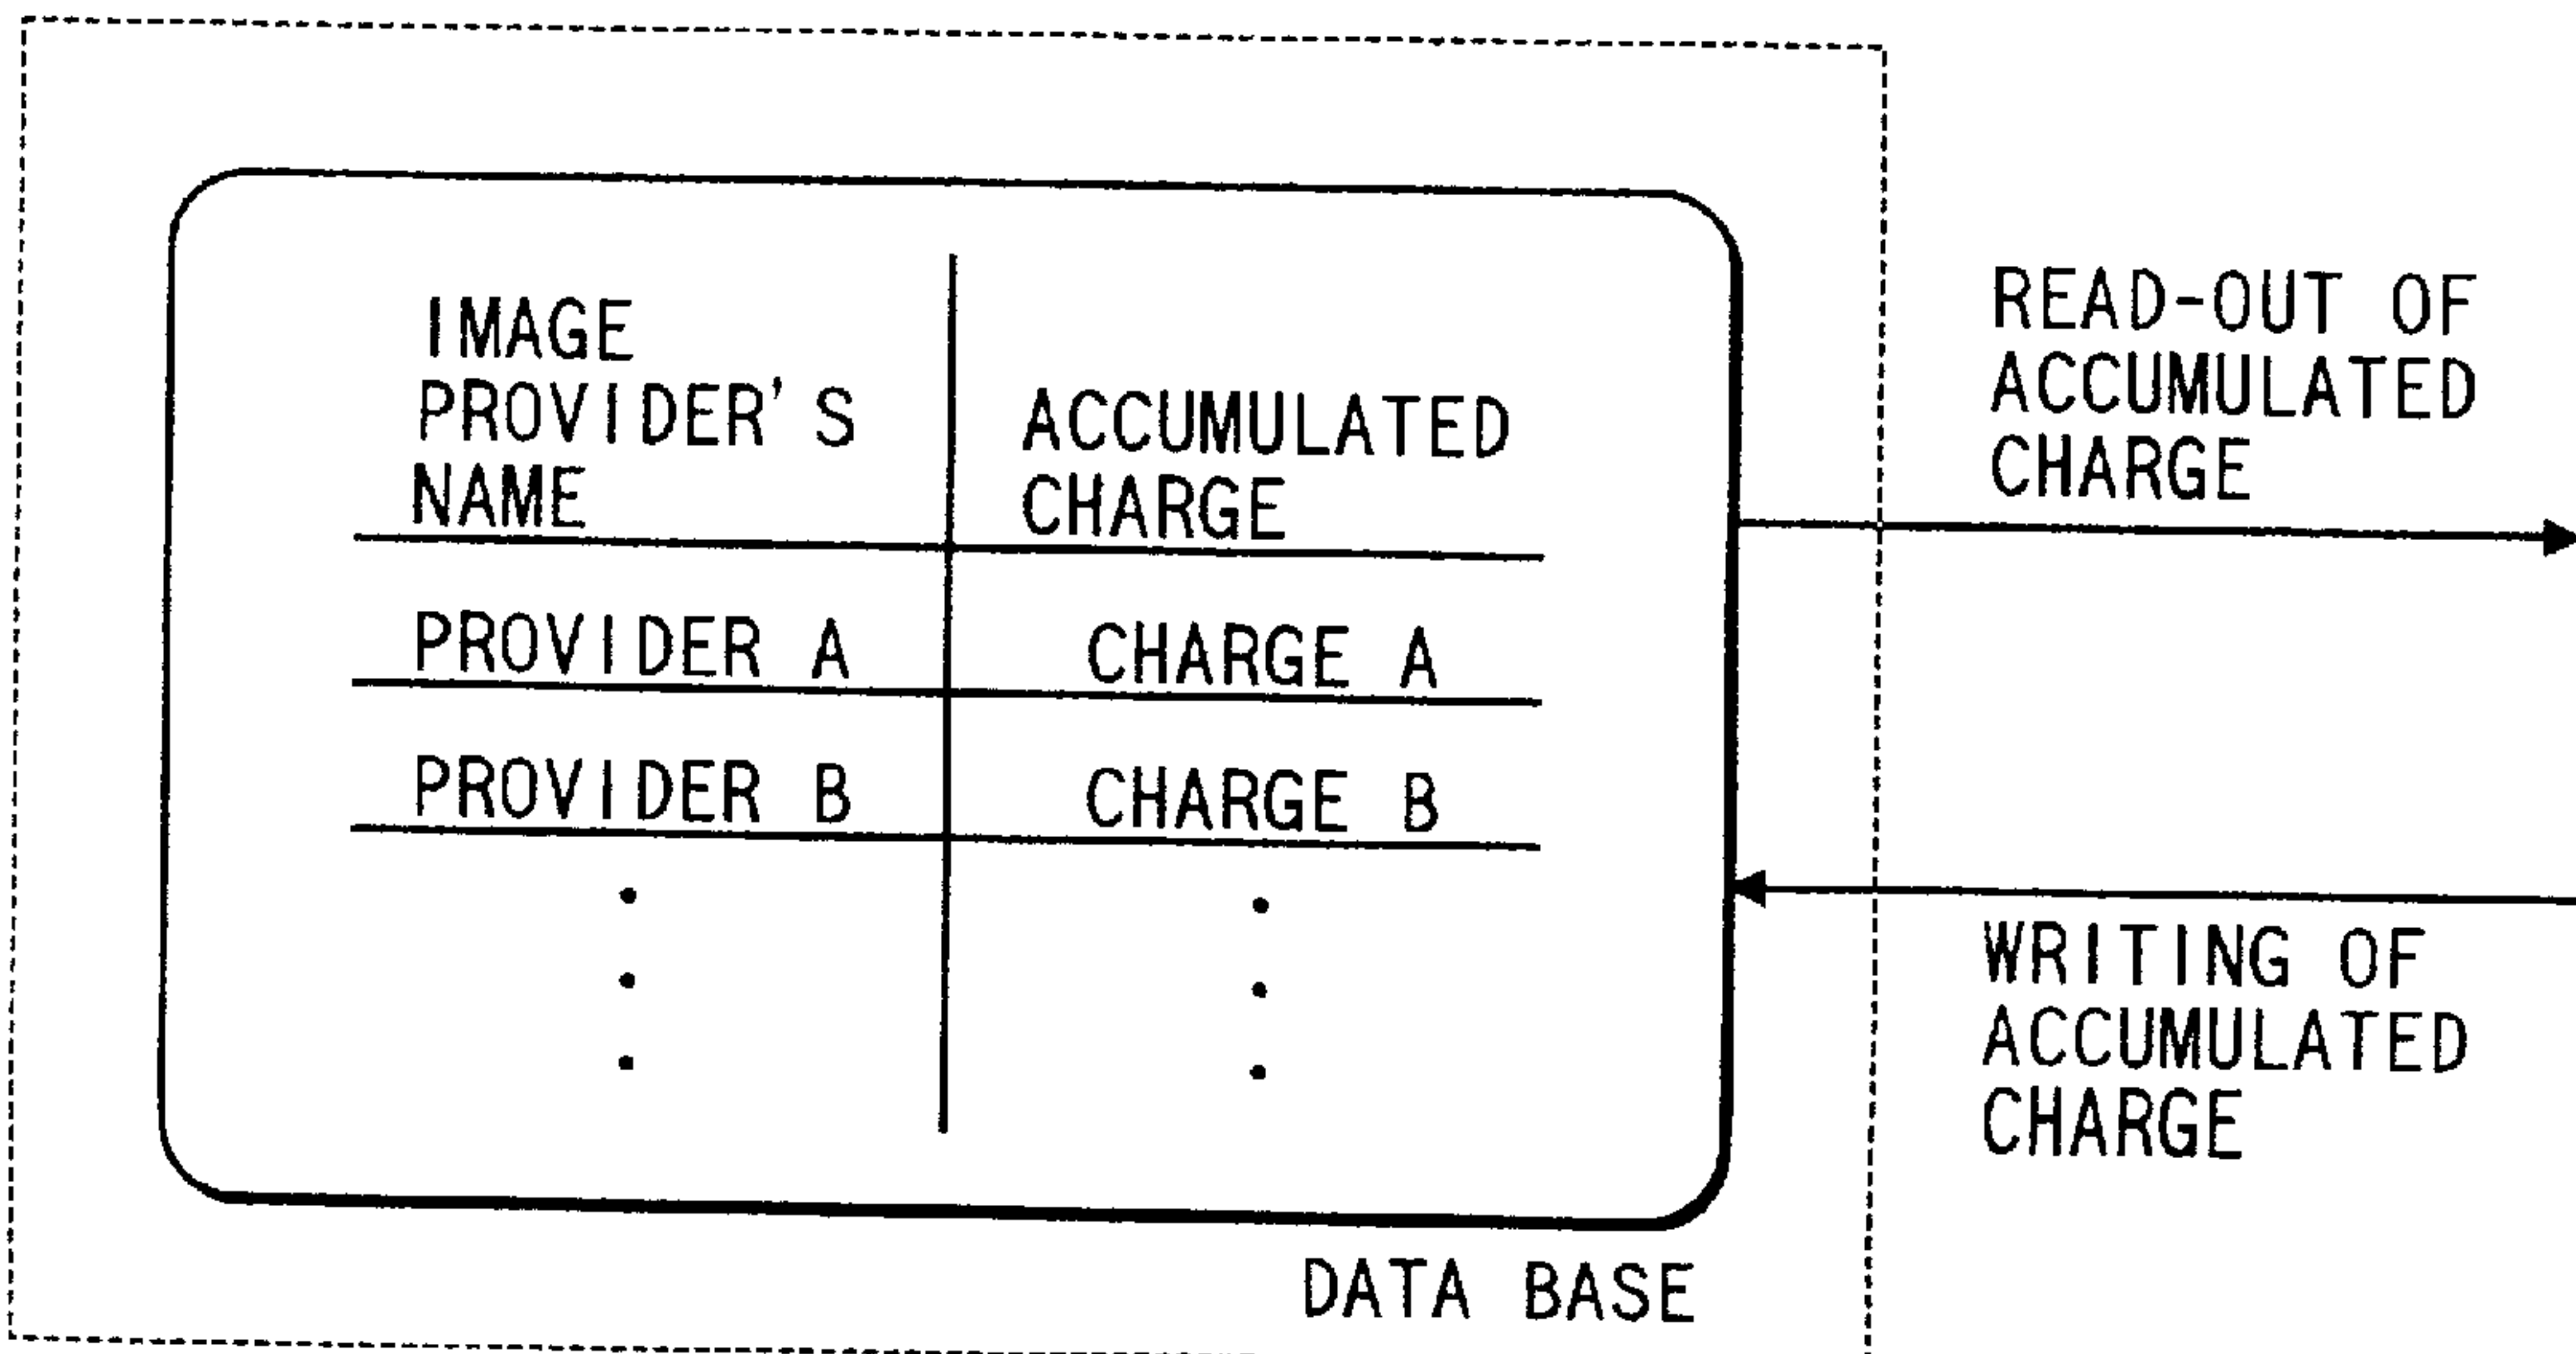 IMAGE
PROVIDER'S
NAME
ACCUMULATED
CHARGE
PROVIDER A
CHARGE A
PROVIDER B
CHARGE B
DATA BASE
READ-OUT OF
ACCUMULATED
CHARGE
WRITING OF
ACCUMULATED
CHARGE